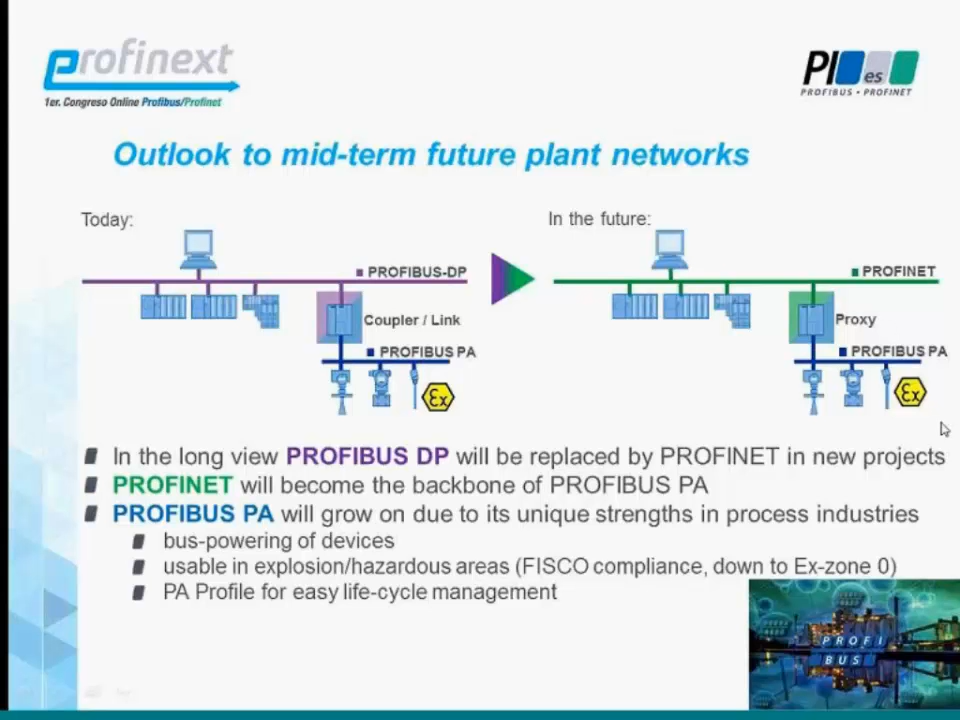 profinext
1er. Congreso Online Profibus/Profinet
PI es
PROFIBUS • PROFINET
Outlook to mid-term future plant networks
Today:
In the future:
PROFIBUS-DP
PROFINET
Coupler / Link
Proxy
PROFIBUS PA
PROFIBUS PA
Ex
Ex
In the long view PROFIBUS DP will be replaced by PROFINET in new projects
PROFINET will become the backbone of PROFIBUS PA
PROFIBUS PA will grow on due to its unique strengths in process industries
bus-powering of devices
usable in explosion/hazardous areas (FISCO compliance, down to Ex-zone 0)
PA Profile for easy life-cycle management
PROFI
BUS